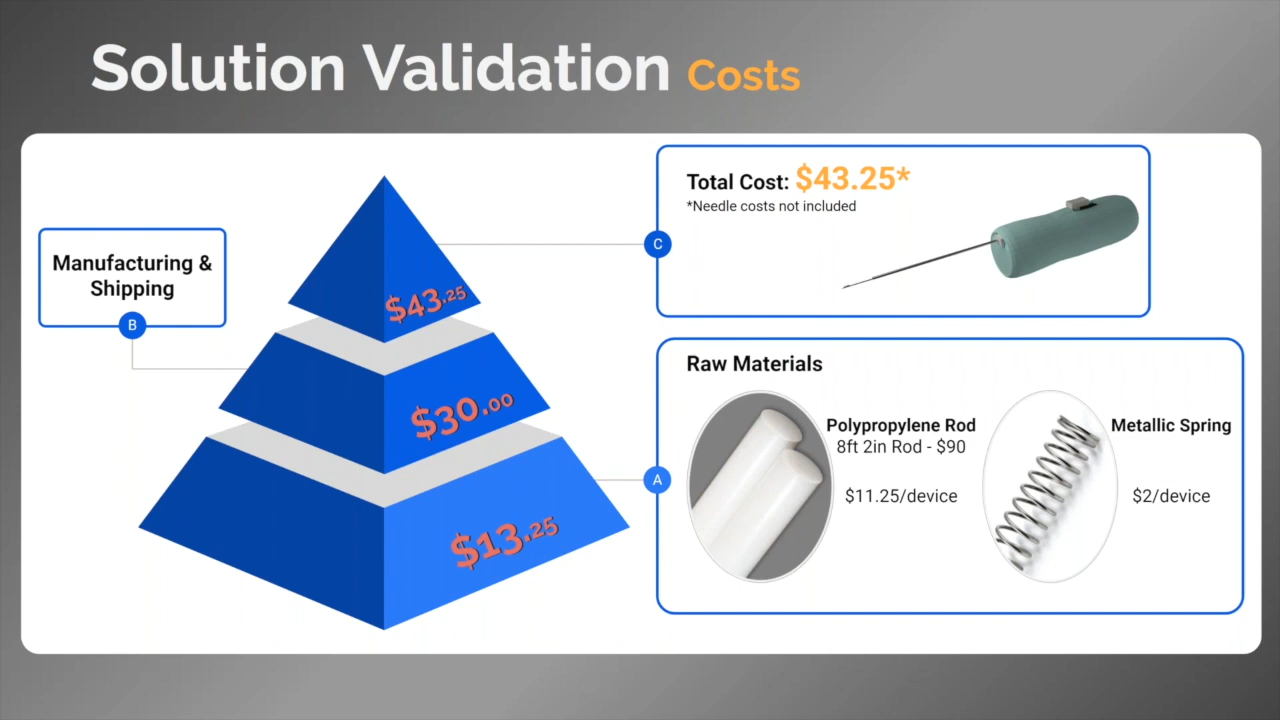 Solution Validation Costs
Manufacturing &
Shipping
B
$43.25
$30.00
$13.25
C
Total Cost: $43.25*
*Needle costs not included
A
Raw Materials
Polypropylene Rod
8ft 2in Rod - $90
$11.25/device
Metallic Spring
$2/device